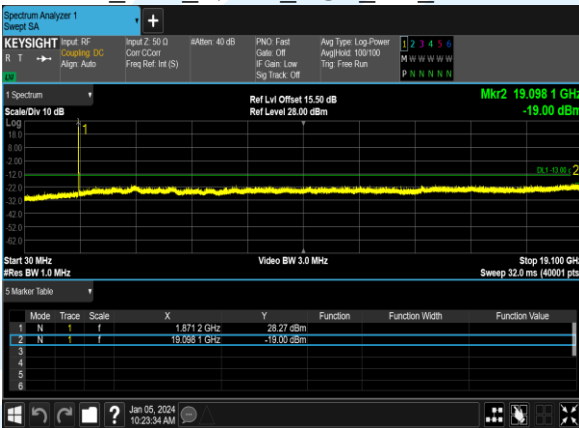 Spectrum Analyzer 1
Swept SA
KEYSIGHT
R T
LV
Input: RF
Coupling: DC
Align: Auto
Input Z: 50 Ω
Corr CCorr
Freq Ref: Int (S)
#Atten: 40 dB
PNO: Fast
Gate: Off
IF Gain: Low
Sig Track: Off
Avg Type: Log-Power
Avg|Hold: 100/100
Trig: Free Run
1 2 3 4 5 6
M W W W W W
P N N N N N
1 Spectrum
Scale/Div 10 dB
Ref Lvl Offset 15.50 dB
Ref Level 28.00 dBm
Mkr2 19.098 1 GHz
-19.00 dBm
Log
18.0
8.00
-2.00
-12.0
-22.0
-32.0
-42.0
-52.0
-62.0
1
DL1 -13.00
2
Start 30 MHz
#Res BW 1.0 MHz
Video BW 3.0 MHz
Stop 19.100 GHz
Sweep 32.0 ms (40001 pts
5 Marker Table
Mode Trace Scale X Y Function Function Width Function Value
1 N 1 f 1.871 2 GHz 28.27 dBm
2 N 1 f 19.098 1 GHz -19.00 dBm
3
4
5
6
?
Jan 05, 2024
10:23:34 AM